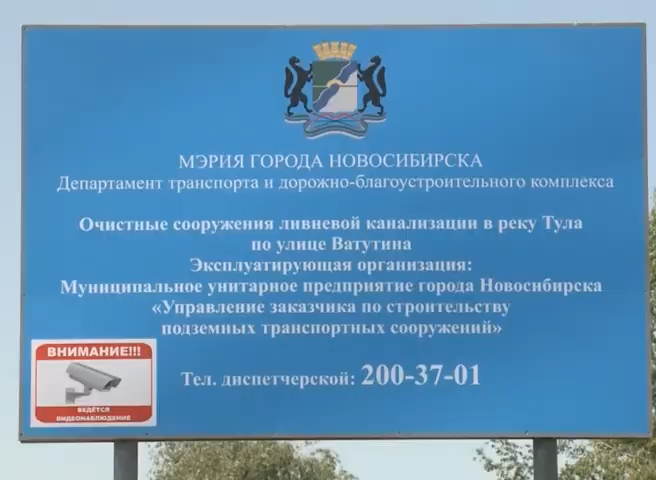 МЭРИЯ ГОРОДА НОВОСИБИРСКА
Департамент транспорта и дорожно-благоустроительного комплекса
Очистные сооружения ливневой канализации в реку Тула
по улице Ватутина
Эксплуатирующая организация:
Муниципальное унитарное предприятие города Новосибирска
«Управление заказчика по строительству
подземных транспортных сооружений»
Тел. диспетчерской: 200-37-01
ВНИМАНИЕ!!!
ВЕДЁТСЯ
ВИДЕОНАБЛЮДЕНИЕ